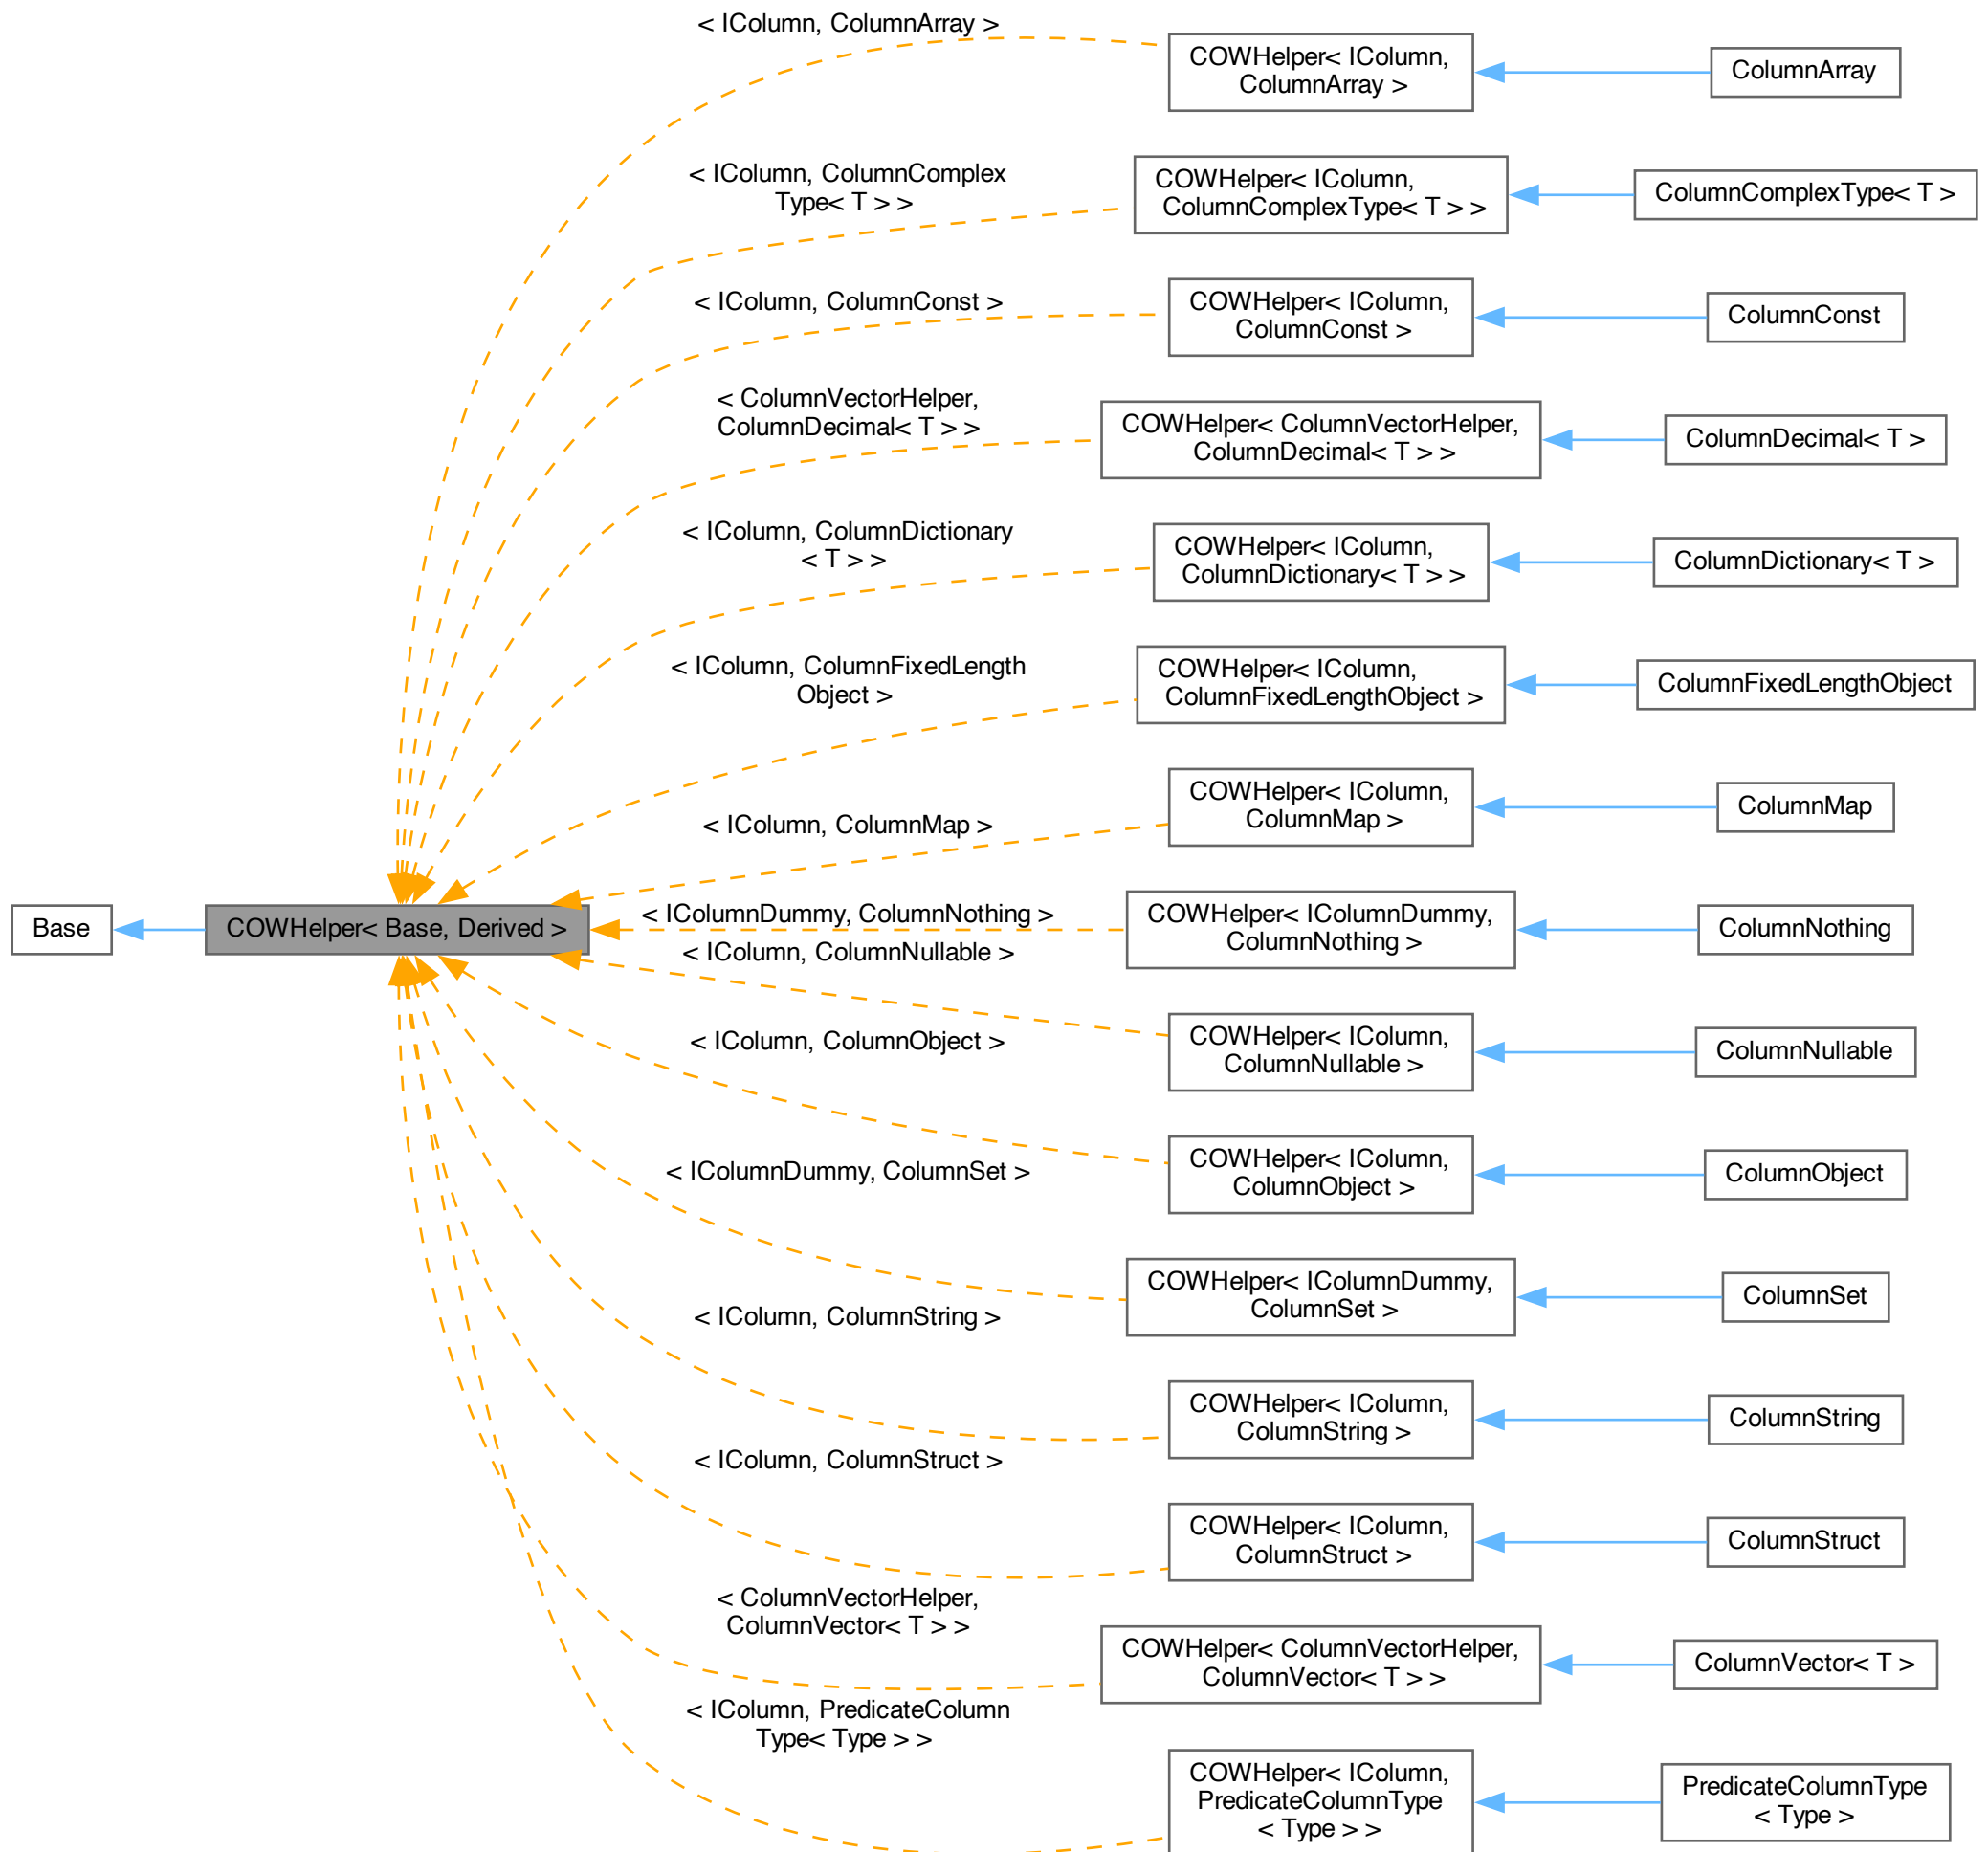 < IColumn, ColumnArray >
COWHelper< IColumn,
ColumnArray >
ColumnArray
< IColumn, ColumnComplex
Type< T > >
COWHelper< IColumn,
ColumnComplexType< T > >
ColumnComplexType< T >
< IColumn, ColumnConst >
COWHelper< IColumn,
ColumnConst >
ColumnConst
< ColumnVectorHelper,
ColumnDecimal< T > >
COWHelper< ColumnVectorHelper,
ColumnDecimal< T > >
ColumnDecimal< T >
< IColumn, ColumnDictionary
< T > >
COWHelper< IColumn,
ColumnDictionary< T > >
ColumnDictionary< T >
< IColumn, ColumnFixedLength
Object >
COWHelper< IColumn,
ColumnFixedLengthObject >
ColumnFixedLengthObject
< IColumn, ColumnMap >
COWHelper< IColumn,
ColumnMap >
ColumnMap
Base
COWHelper< Base, Derived >
< IColumnDummy, ColumnNothing >
COWHelper< IColumnDummy,
ColumnNothing >
ColumnNothing
< IColumn, ColumnNullable >
COWHelper< IColumn,
ColumnNullable >
ColumnNullable
< IColumn, ColumnObject >
COWHelper< IColumn,
ColumnObject >
ColumnObject
< IColumnDummy, ColumnSet >
COWHelper< IColumnDummy,
ColumnSet >
ColumnSet
< IColumn, ColumnString >
COWHelper< IColumn,
ColumnString >
ColumnString
< IColumn, ColumnStruct >
COWHelper< IColumn,
ColumnStruct >
ColumnStruct
< ColumnVectorHelper,
ColumnVector< T > >
COWHelper< ColumnVectorHelper,
ColumnVector< T > >
ColumnVector< T >
< IColumn, PredicateColumn
Type< Type > >
COWHelper< IColumn,
PredicateColumnType
< Type > >
PredicateColumnType
< Type >